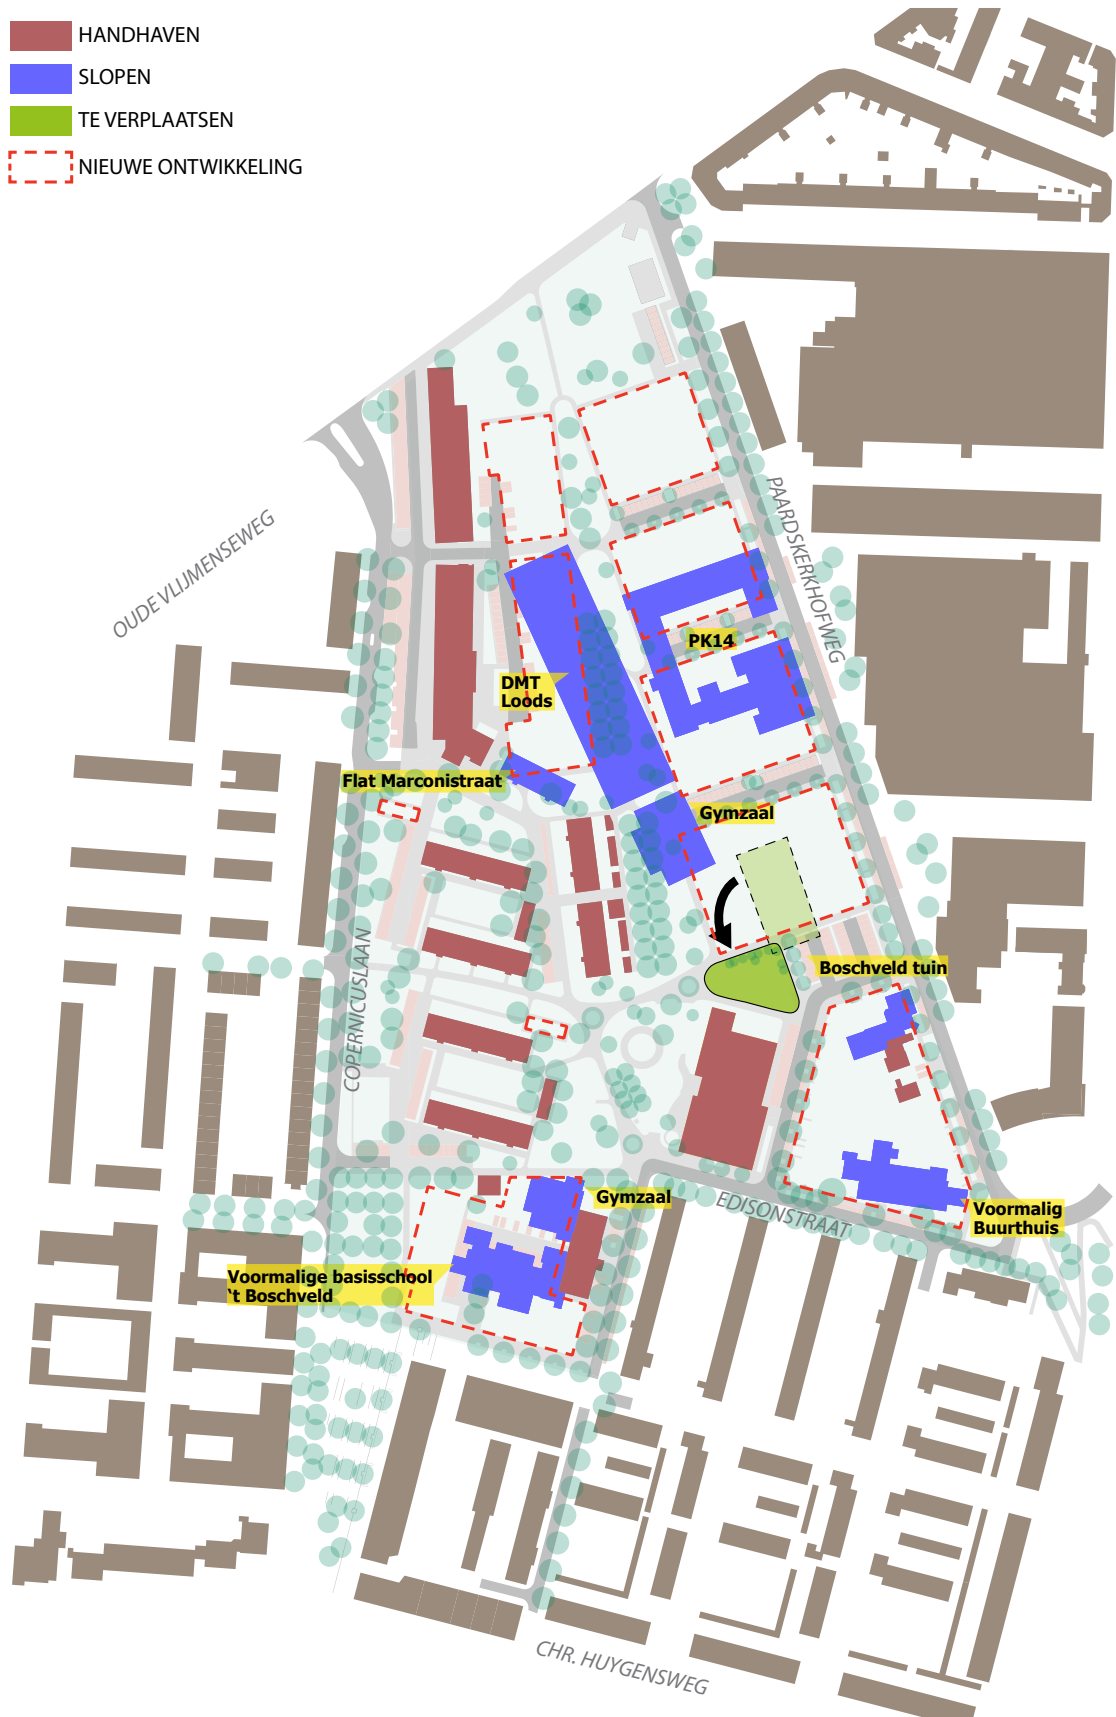 HANDHAVEN
SLOPEN
TE VERPLAATSEN
NIEUWE ONTWIKKELING
OUDE VLIJMENSEWEG
PAARDSKERKHOFWEG
PK14
DMT
Loods
Flat Marconistraat
Gymzaal
COPERNICUSLAAN
Boschveld tuin
Gymzaal
EDISONSTRAAT
Voormalig
Buurthuis
Voormalige basisschool
‘t Boschveld
CHR. HUYGENSWEG